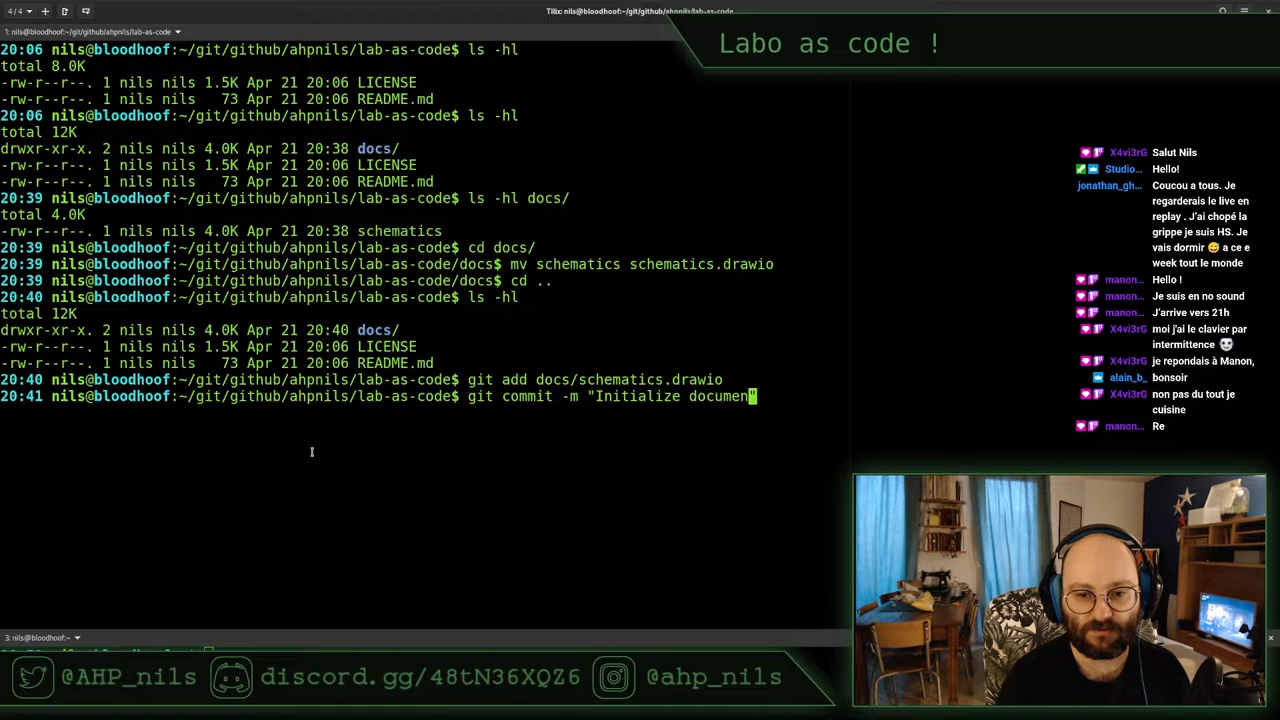 4 / 4
Tilix: nils@bloodhoof:~/git/github/ahpnils/lab-as-code
1: nils@bloodhoof:~/git/github/ahpnils/lab-as-code
20:06 nils@bloodhoof:~/git/github/ahpnils/lab-as-code$ ls -hl
total 8.0K
-rw-r--r--. 1 nils nils 1.5K Apr 21 20:06 LICENSE
-rw-r--r--. 1 nils nils   73 Apr 21 20:06 README.md
20:06 nils@bloodhoof:~/git/github/ahpnils/lab-as-code$ ls -hl
total 12K
drwxr-xr-x. 2 nils nils 4.0K Apr 21 20:38 docs/
-rw-r--r--. 1 nils nils 1.5K Apr 21 20:06 LICENSE
-rw-r--r--. 1 nils nils   73 Apr 21 20:06 README.md
20:39 nils@bloodhoof:~/git/github/ahpnils/lab-as-code$ ls -hl docs/
total 4.0K
-rw-r--r--. 1 nils nils 4.0K Apr 21 20:38 schematics
20:39 nils@bloodhoof:~/git/github/ahpnils/lab-as-code$ cd docs/
20:39 nils@bloodhoof:~/git/github/ahpnils/lab-as-code/docs$ mv schematics schematics.drawio
20:39 nils@bloodhoof:~/git/github/ahpnils/lab-as-code/docs$ cd ..
20:40 nils@bloodhoof:~/git/github/ahpnils/lab-as-code$ ls -hl
total 12K
drwxr-xr-x. 2 nils nils 4.0K Apr 21 20:40 docs/
-rw-r--r--. 1 nils nils 1.5K Apr 21 20:06 LICENSE
-rw-r--r--. 1 nils nils   73 Apr 21 20:06 README.md
20:40 nils@bloodhoof:~/git/github/ahpnils/lab-as-code$ git add docs/schematics.drawio
20:41 nils@bloodhoof:~/git/github/ahpnils/lab-as-code$ git commit -m "Initialize documen"
3: nils@bloodhoof:~
Labo as code !
X4vi3rG Salut Nils
Studio… Hello!
jonathan_gh… Coucou a tous. Je
regarderais le live en
replay . J'ai chopé la
grippe je suis HS. Je
vais dormir 😅 a ce e
week tout le monde
manon… Hello !
manon… Je suis en no sound
manon… J'arrive vers 21h
X4vi3rG moi j'ai le clavier par
intermittence
X4vi3rG je repondais à Manon,
alain_b_ bonsoir
X4vi3rG non pas du tout je
cuisine
manon… Re
@AHP_nils discord.gg/48tN36XQZ6 @ahp_nils